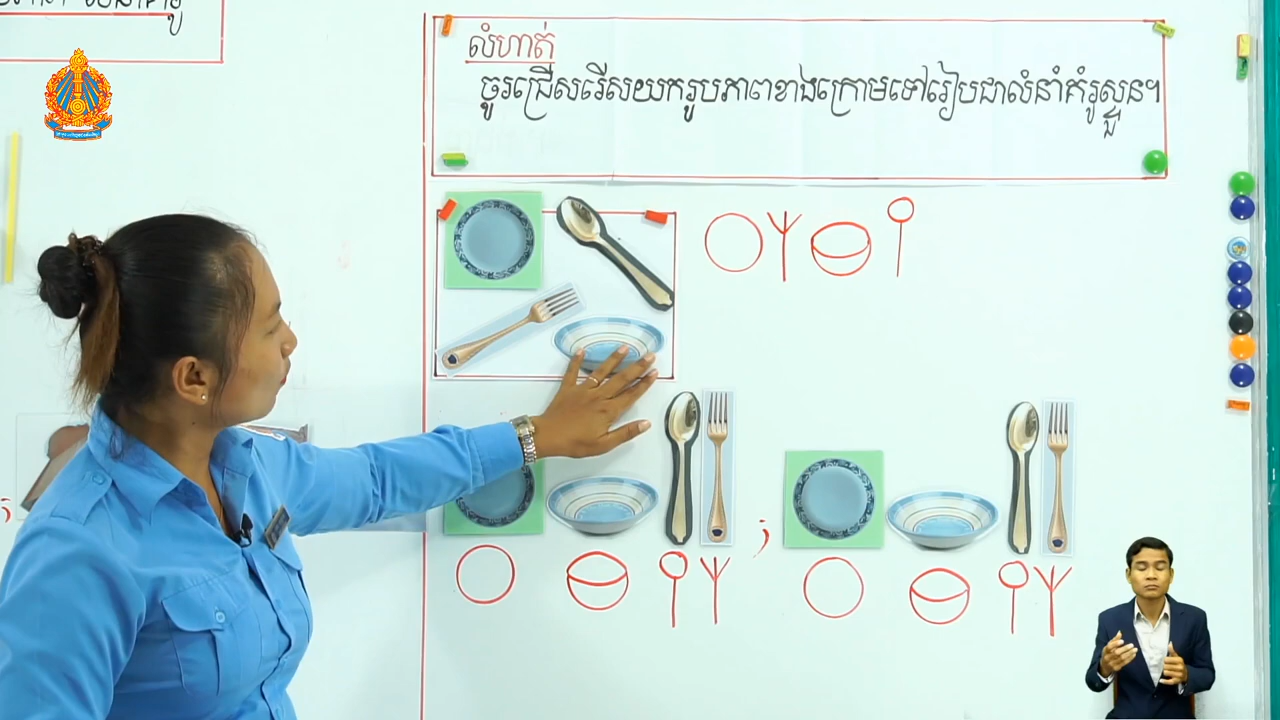 លំហាត់
ចូរជ្រើសរើសយករូបភាពខាងក្រោមទៅរៀបជាលំនាំគំរូស្ទួន។
;
;